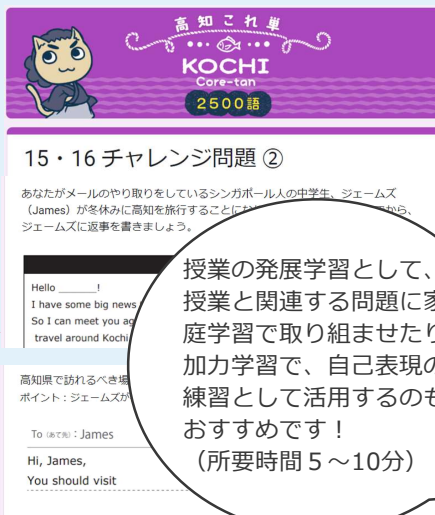 高知これ単
KOCHI
Core-tan
2500語
15・16 チャレンジ問題 ②
あなたがメールのやり取りをしているシンガポール人の中学生、ジェームズ
(James)が冬休みに高知を旅行することに
から、
ジェームズに返事を書きましょう。
Hello ______!
I have some big news
So I can meet you
travel around Kochi
高知県で訪れるべき
ポイント:ジェームズが
To (あて先) : James
Hi, James,
You should visit
授業の発展学習として、
授業と関連する問題に
庭学習で取り組ませた
加力学習で、自己表現の
練習として活用するの
おすすめです!
(所要時間5~10分)